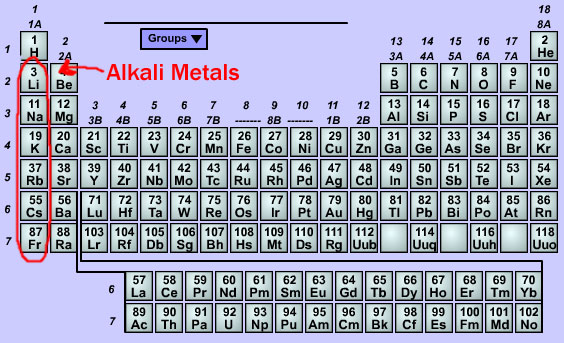 1 18
1A 8A
1 1 2 13 14 15 16 17 2
H 2A 3A 4A 5A 6A 7A He
Groups ▼
2 3 4 5 6 7 8 9 10
Li Be B C N O F Ne
Alkali Metals
3 11 12 3 4 5 6 7 8 9 10 11 12 13 14 15 16 17 18
Na Mg 3B 4B 5B 6B 7B ------- 8B ------- 1B 2B Al Si P S Cl Ar
4 19 20 21 22 23 24 25 26 27 28 29 30 31 32 33 34 35 36
K Ca Sc Ti V Cr Mn Fe Co Ni Cu Zn Ga Ge As Se Br Kr
5 37 38 39 40 41 42 43 44 45 46 47 48 49 50 51 52 53 54
Rb Sr Y Zr Nb Mo Tc Ru Rh Pd Ag Cd In Sn Sb Te I Xe
6 55 56 71 72 73 74 75 76 77 78 79 80 81 82 83 84 85 86
Cs Ba Lu Hf Ta W Re Os Ir Pt Au Hg Tl Pb Bi Po At Rn
7 87 88 103 104 105 106 107 108 109 110 111 112 114 116 118
Fr Ra Lr Rf Db Sg Bh Hs Mt Ds Rg Uub Uuq Uuh Uuo
6 57 58 59 60 61 62 63 64 65 66 67 68 69 70
La Ce Pr Nd Pm Sm Eu Gd Tb Dy Ho Er Tm Yb
7 89 90 91 92 93 94 95 96 97 98 99 100 101 102
Ac Th Pa U Np Pu Am Cm Bk Cf Es Fm Md No